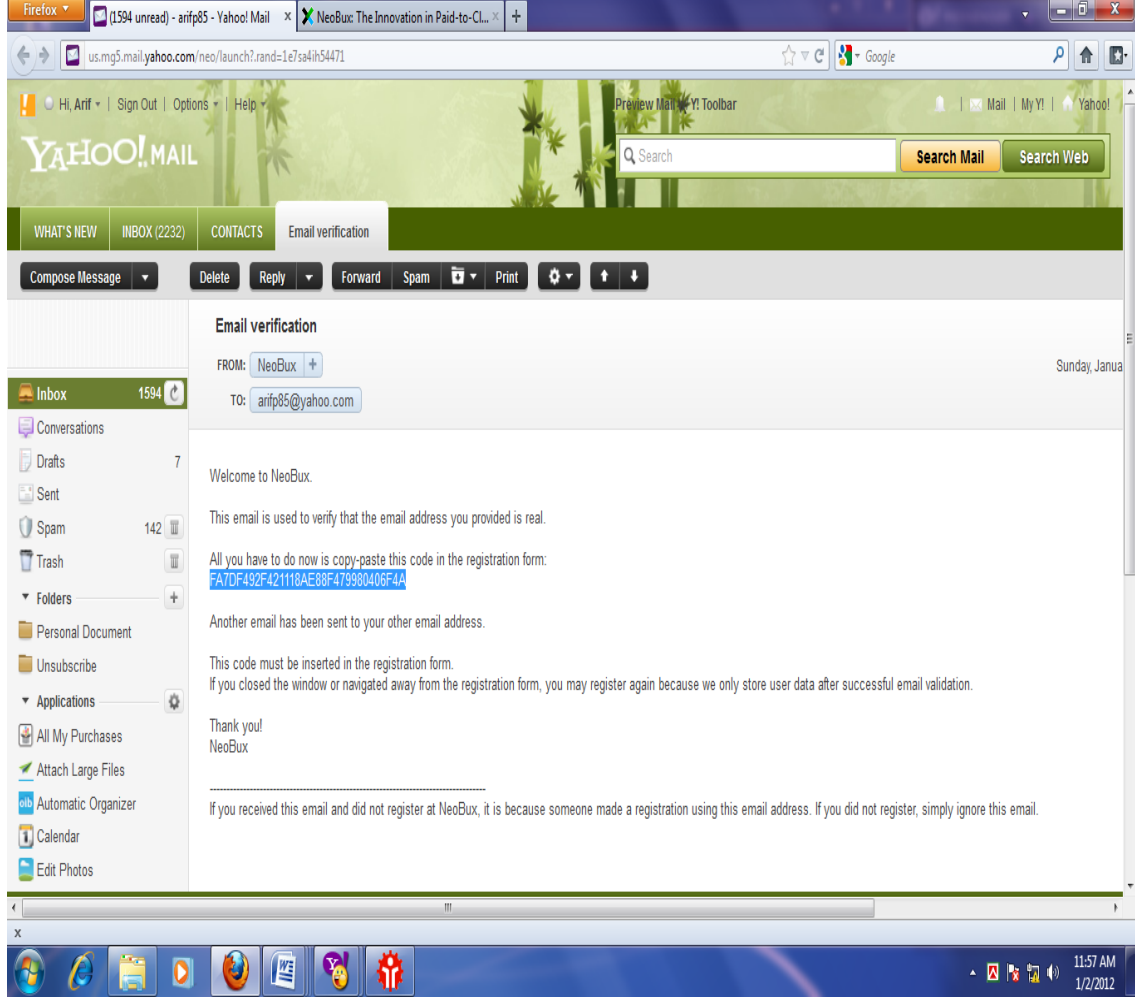 Firefox
(1594 unread) - arifp85 - Yahoo! Mail × NeoBux: The Innovation in Paid-to-Cl... × +
us.mg5.mail.yahoo.com/neo/launch?.rand=1e7sa4ih54471 Google
Hi, Arif | Sign Out | Options | Help Preview Mail Y! Toolbar | Mail | My Y! | Yahoo!
YAHOO! MAIL
Search Search Mail Search Web
WHAT'S NEW INBOX (2232) CONTACTS Email verification
Compose Message Delete Reply Forward Spam Print
Email verification
FROM: NeoBux + Sunday, Janua
TO: arifp85@yahoo.com
Inbox 1594
Conversations
Drafts 7
Sent
Spam 142
Trash
Folders +
Personal Document
Unsubscribe
Applications
All My Purchases
Attach Large Files
oib Automatic Organizer
1 Calendar
Edit Photos
Welcome to NeoBux.
This email is used to verify that the email address you provided is real.
All you have to do now is copy-paste this code in the registration form:
FA7DF492F421118AE88F479980406F4A
Another email has been sent to your other email address.
This code must be inserted in the registration form.
If you closed the window or navigated away from the registration form, you may register again because we only store user data after successful email validation.
Thank you!
NeoBux
--------------------------------------------------------------------------------
If you received this email and did not register at NeoBux, it is because someone made a registration using this email address. If you did not register, simply ignore this email.
x
11:57 AM
1/2/2012